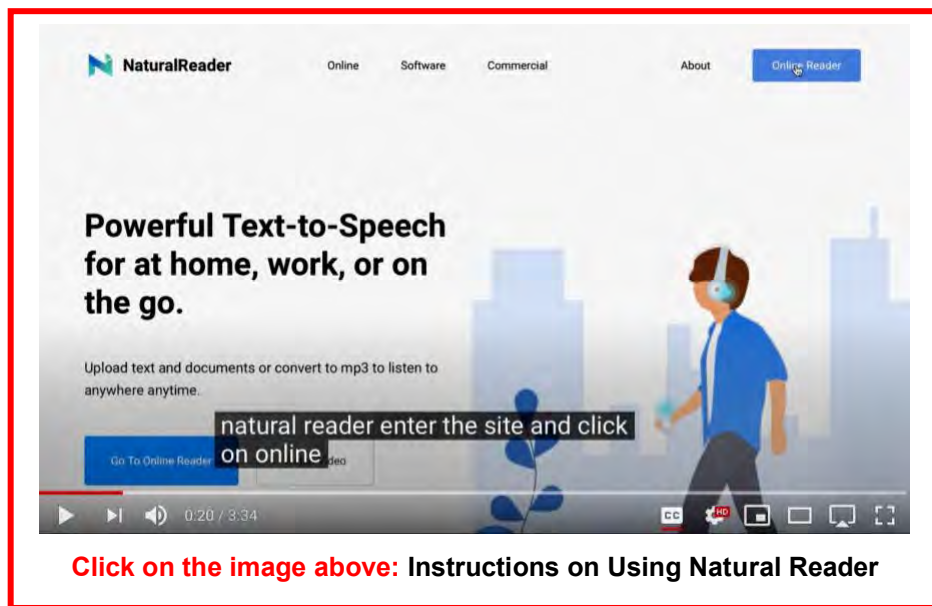 NaturalReader Online Software Commercial About Online Reader
Powerful Text-to-Speech
for at home, work, or on
the go.
Upload text and documents or convert to mp3 to listen to
anywhere anytime.
natural reader enter the site and click
on online
Go To Online Reader
0:20 / 3:34
CC HD
Click on the image above: Instructions on Using Natural Reader